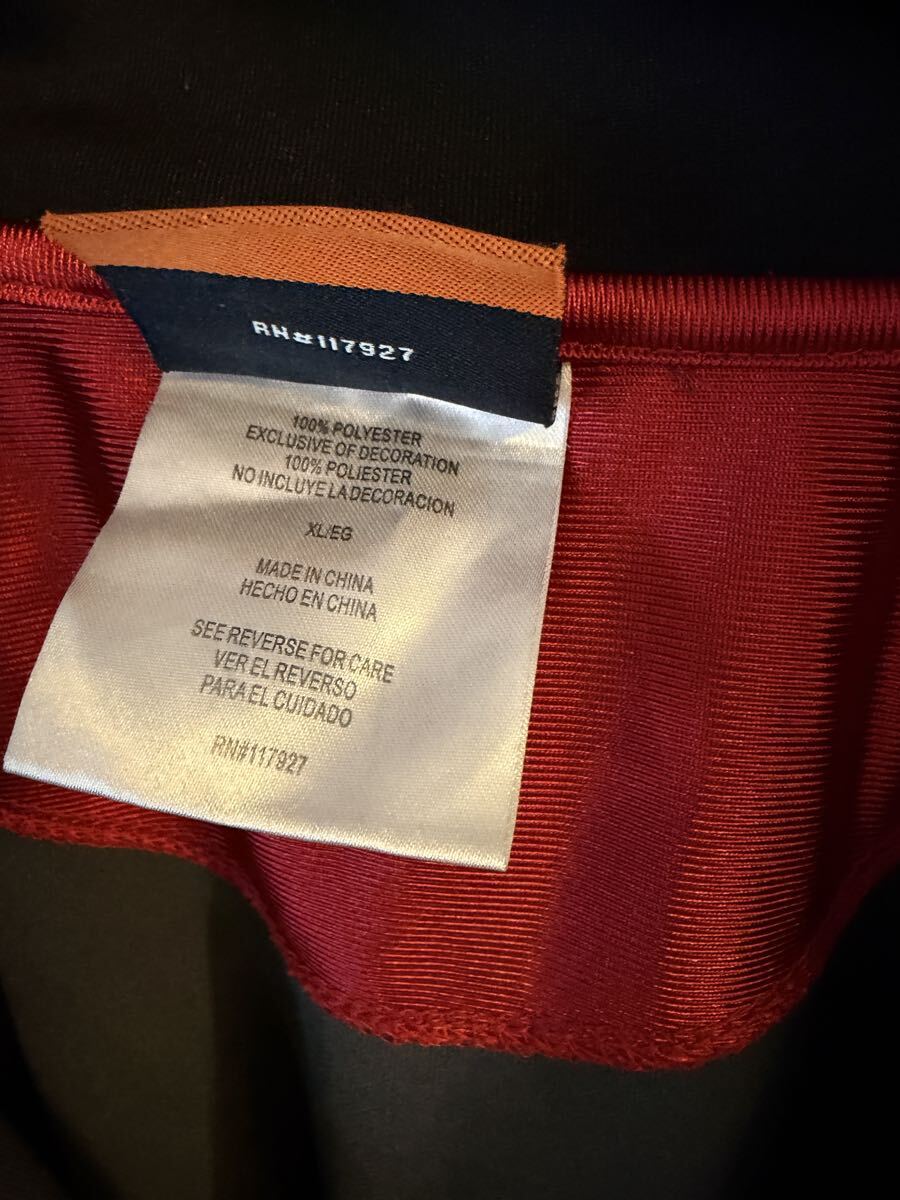 RN#117927
100% POLYESTER
EXCLUSIVE OF DECORATION
100% POLIESTER
NO INCLUYE LA DECORACION
XL/EG
MADE IN CHINA
HECHO EN CHINA
SEE REVERSE FOR CARE
VER EL REVERSO
PARA EL CUIDADO
RN#117927